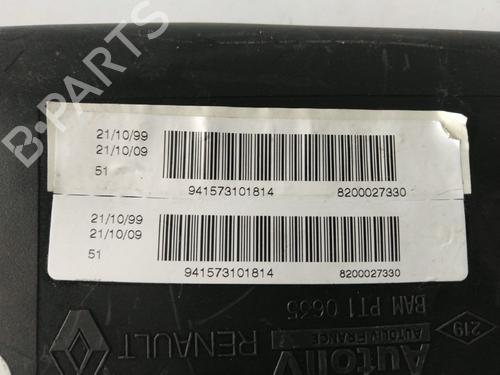 21/10/99
21/10/09
51
941573101814
8200027330
21/10/99
21/10/09
51
941573101814
8200027330
BAM PT1 0635
AUTOLIV FRANCE
Autoliv
RENAULT
219
B-PARTS